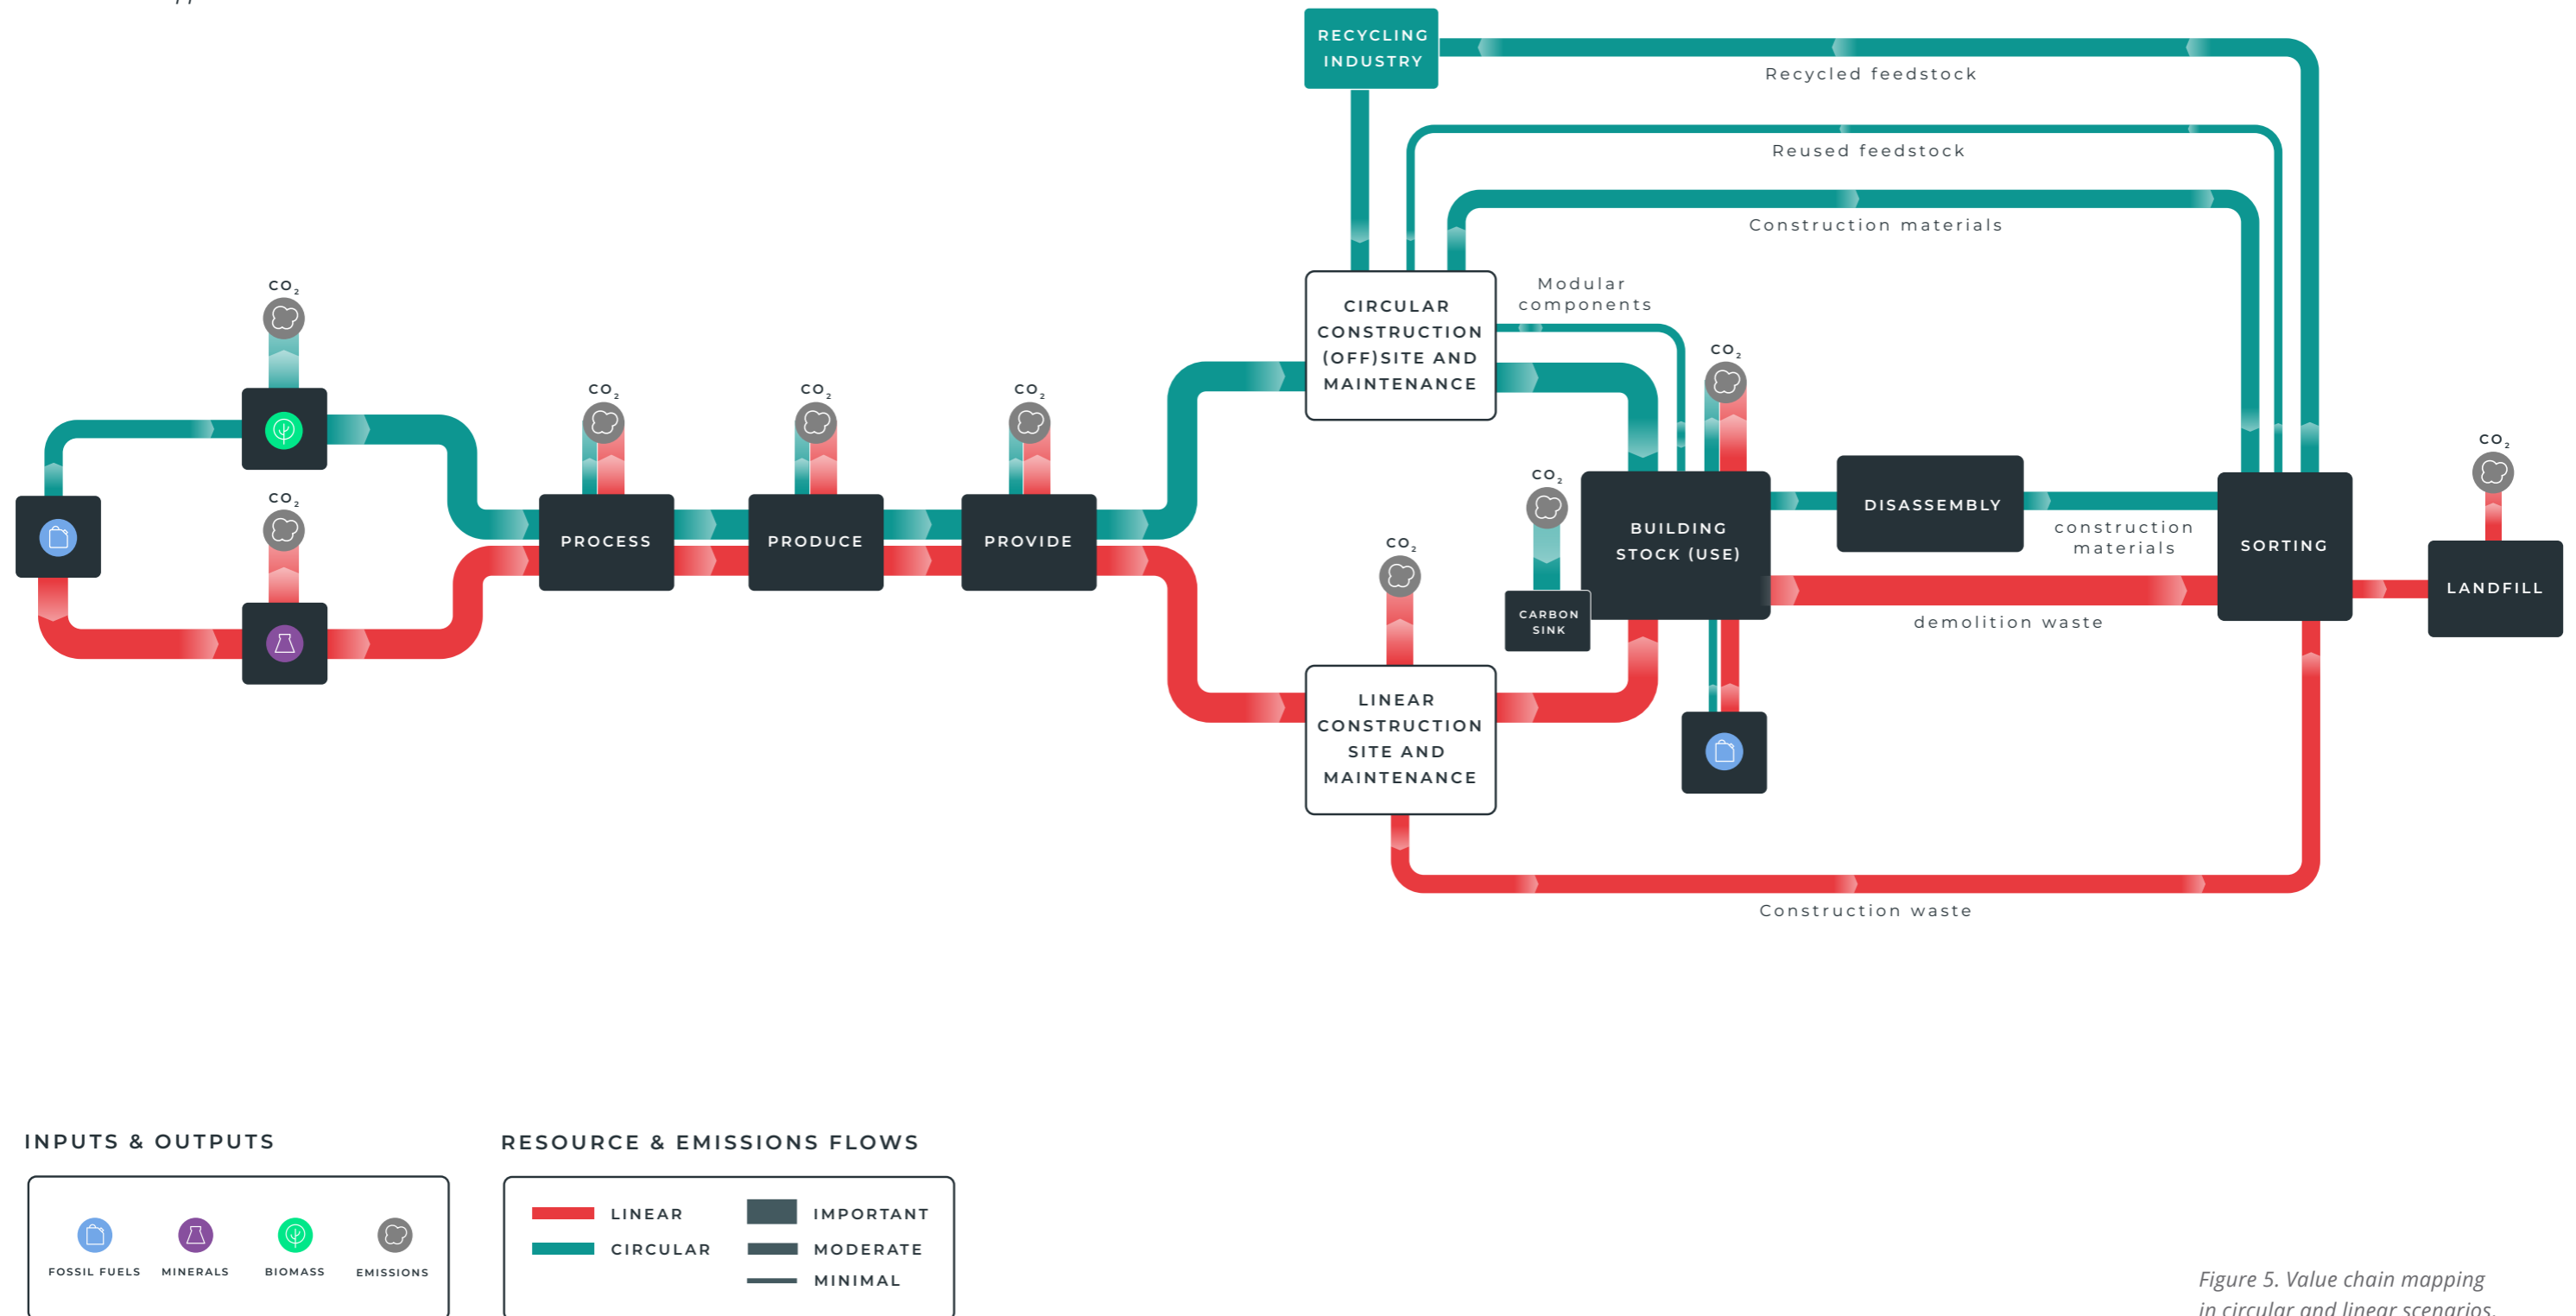 RECYCLING
INDUSTRY
Recycled feedstock
Reused feedstock
Construction materials
Modular
components
CIRCULAR
CONSTRUCTION
(OFF)SITE AND
MAINTENANCE
CO2
CO2
CO2
CO2
CO2
CO2
CO2
CO2
CO2
CO2
PROCESS
PRODUCE
PROVIDE
BUILDING
STOCK (USE)
DISASSEMBLY
construction
materials
SORTING
LANDFILL
CARBON
SINK
demolition waste
LINEAR
CONSTRUCTION
SITE AND
MAINTENANCE
Construction waste
INPUTS & OUTPUTS
FOSSIL FUELS
MINERALS
BIOMASS
EMISSIONS
RESOURCE & EMISSIONS FLOWS
LINEAR
CIRCULAR
IMPORTANT
MODERATE
MINIMAL
Figure 5. Value chain mapping
in circular and linear scenarios.